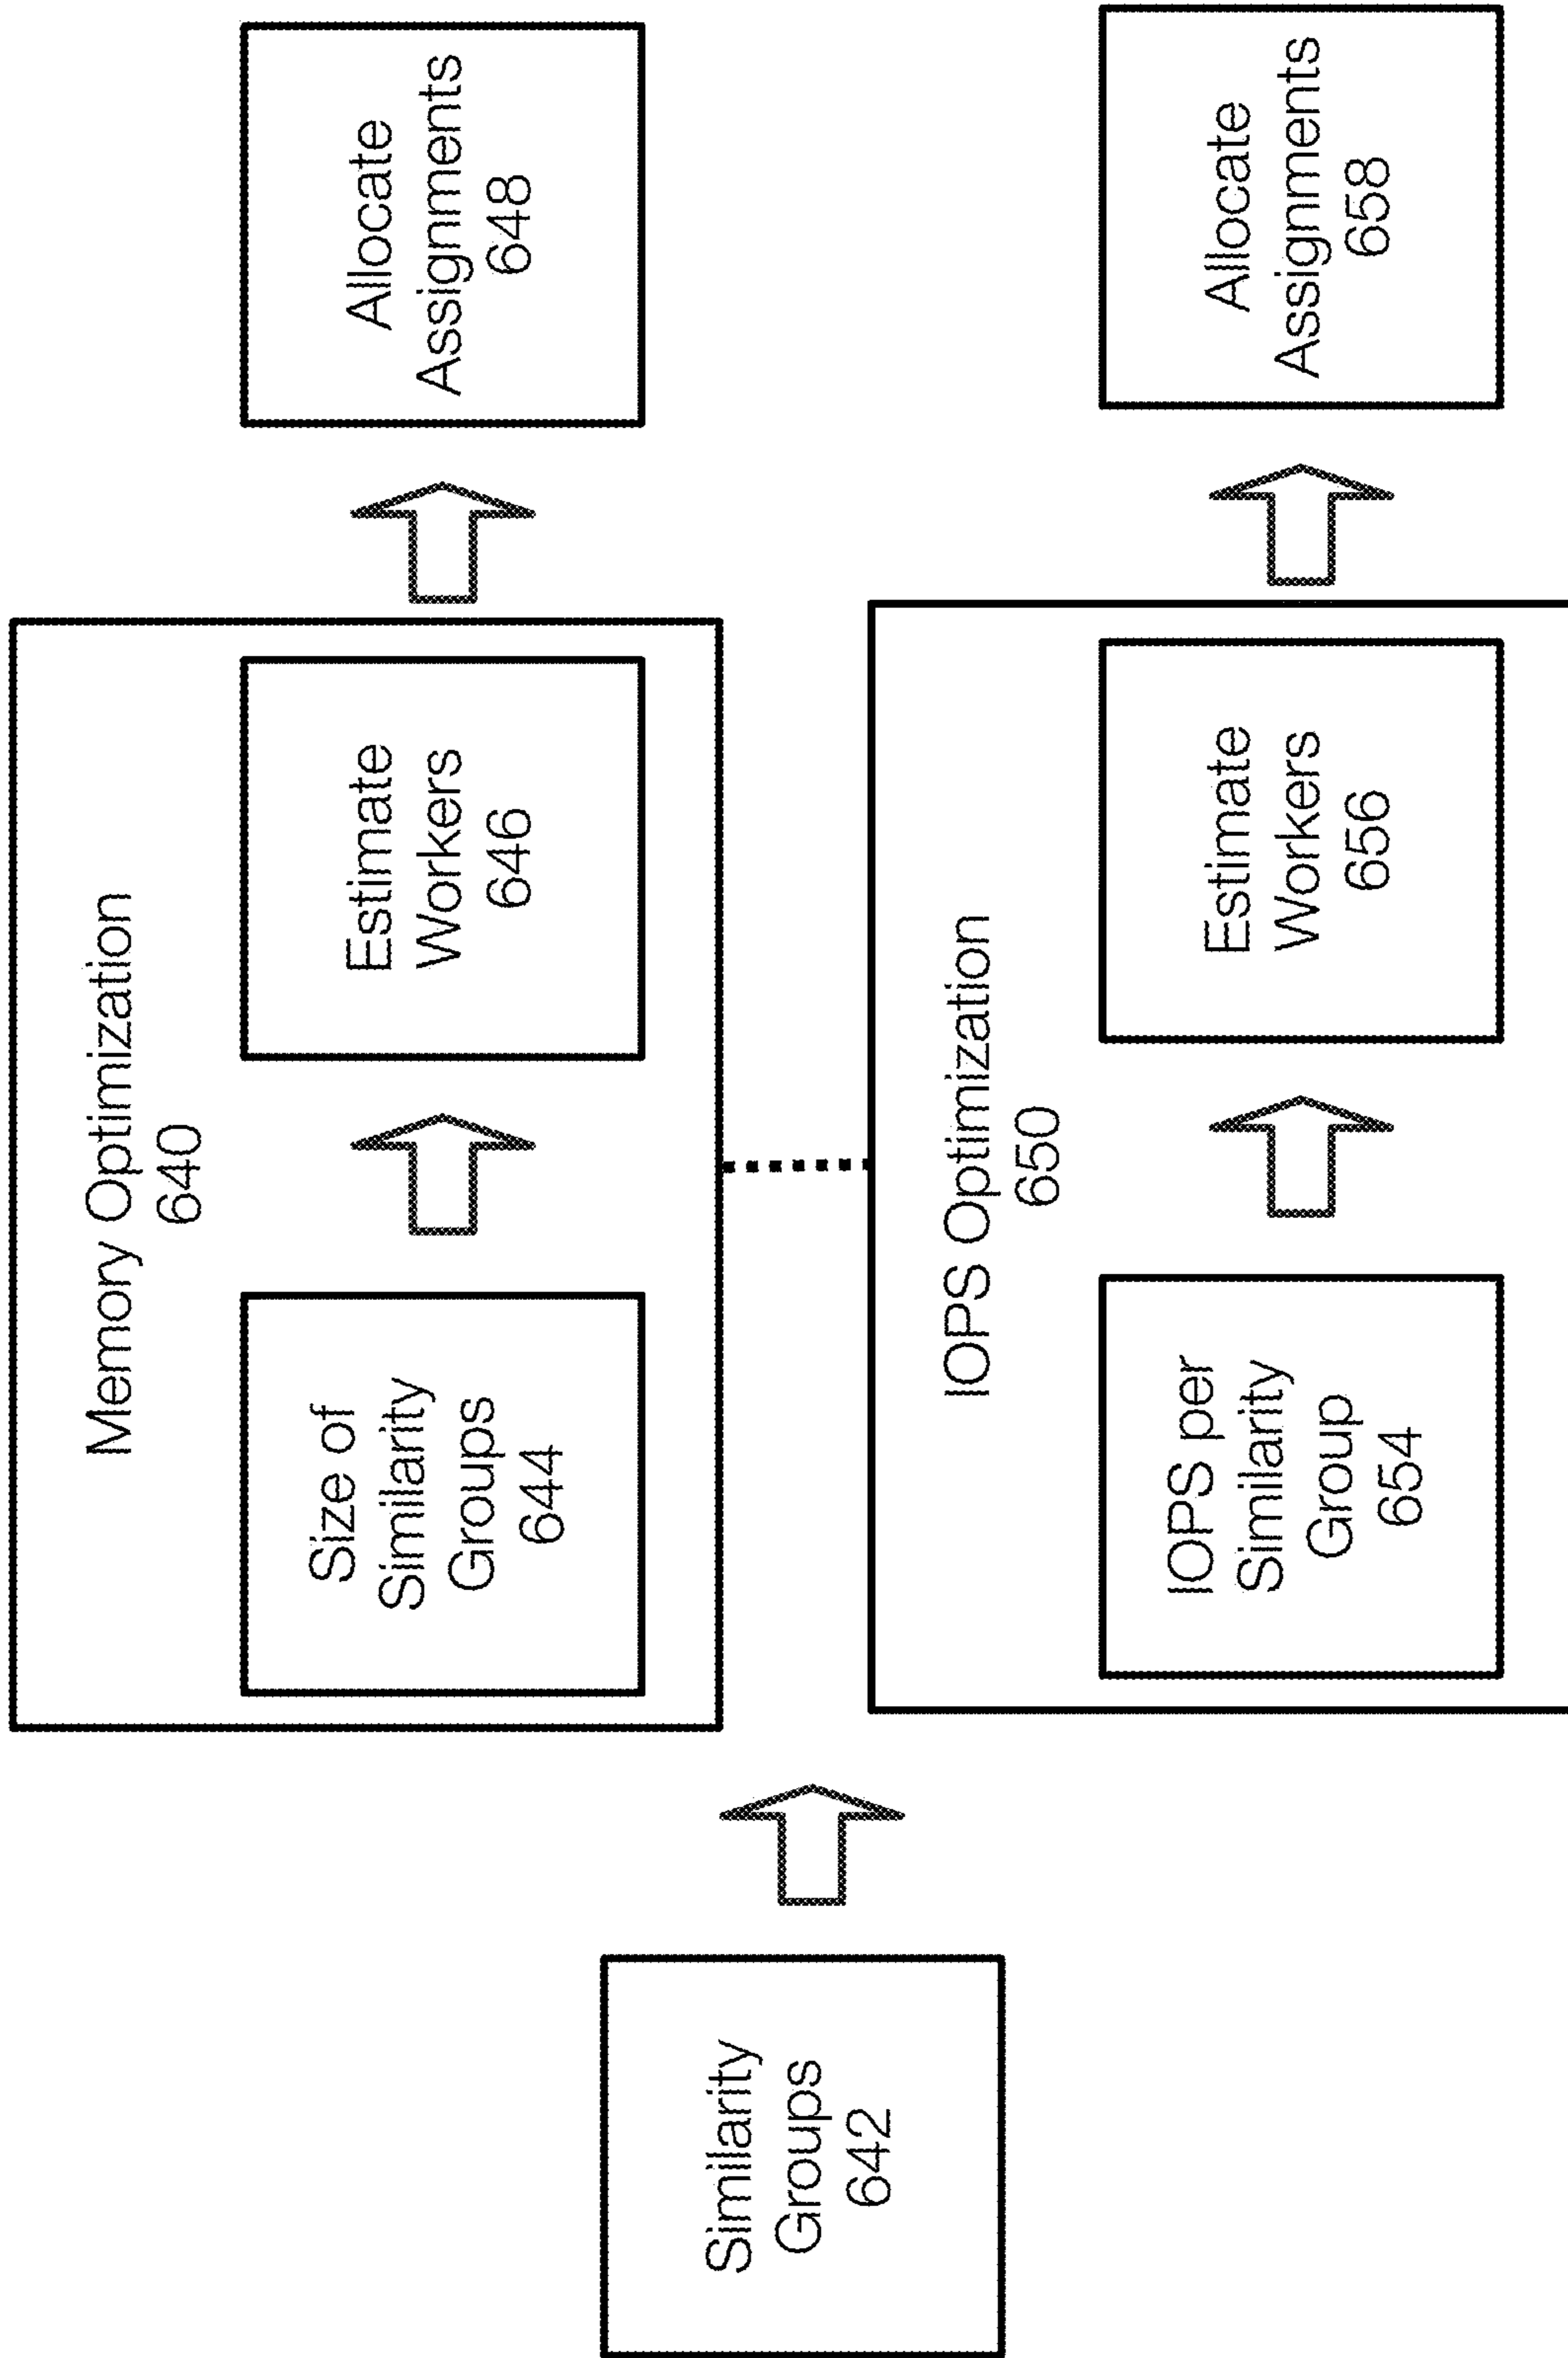 Similarity
Groups
642
Memory Optimization
640
Size of
Similarity
Groups
644
Estimate
Workers
646
Allocate
Assignments
648
IOPS Optimization
650
IOPS per
Similarity
Group
654
Estimate
Workers
656
Allocate
Assignments
658